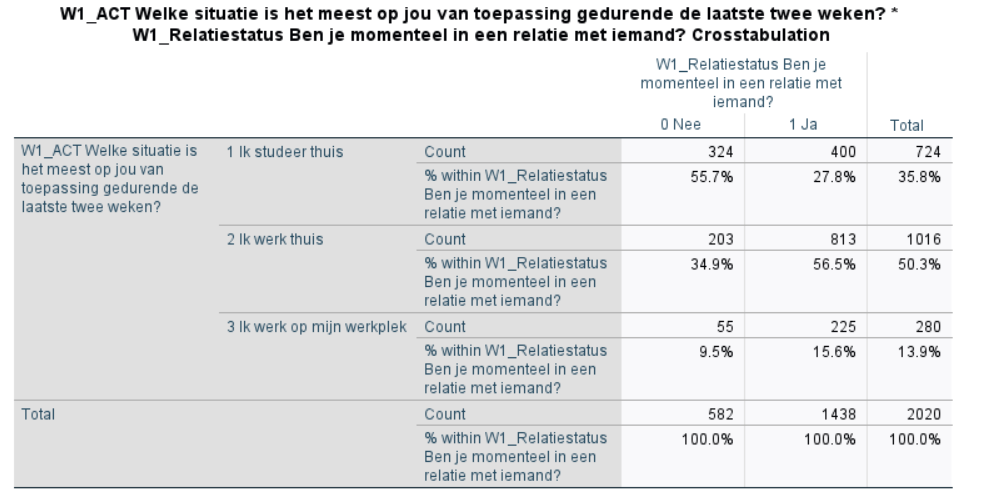 W1_ACT Welke situatie is het meest op jou van toepassing gedurende de laatste twee weken? *
W1_Relatiestatus Ben je momenteel in een relatie met iemand? Crosstabulation
W1_Relatiestatus Ben je
momenteel in een relatie met
iemand?
0 Nee 1 Ja Total
W1_ACT Welke situatie is
het meest op jou van
toepassing gedurende de
laatste twee weken?
1 Ik studeer thuis Count 324 400 724
% within W1_Relatiestatus 55.7% 27.8% 35.8%
Ben je momenteel in een
relatie met iemand?
2 Ik werk thuis Count 203 813 1016
% within W1_Relatiestatus 34.9% 56.5% 50.3%
Ben je momenteel in een
relatie met iemand?
3 Ik werk op mijn werkplek Count 55 225 280
% within W1_Relatiestatus 9.5% 15.6% 13.9%
Ben je momenteel in een
relatie met iemand?
Total Count 582 1438 2020
% within W1_Relatiestatus 100.0% 100.0% 100.0%
Ben je momenteel in een
relatie met iemand?